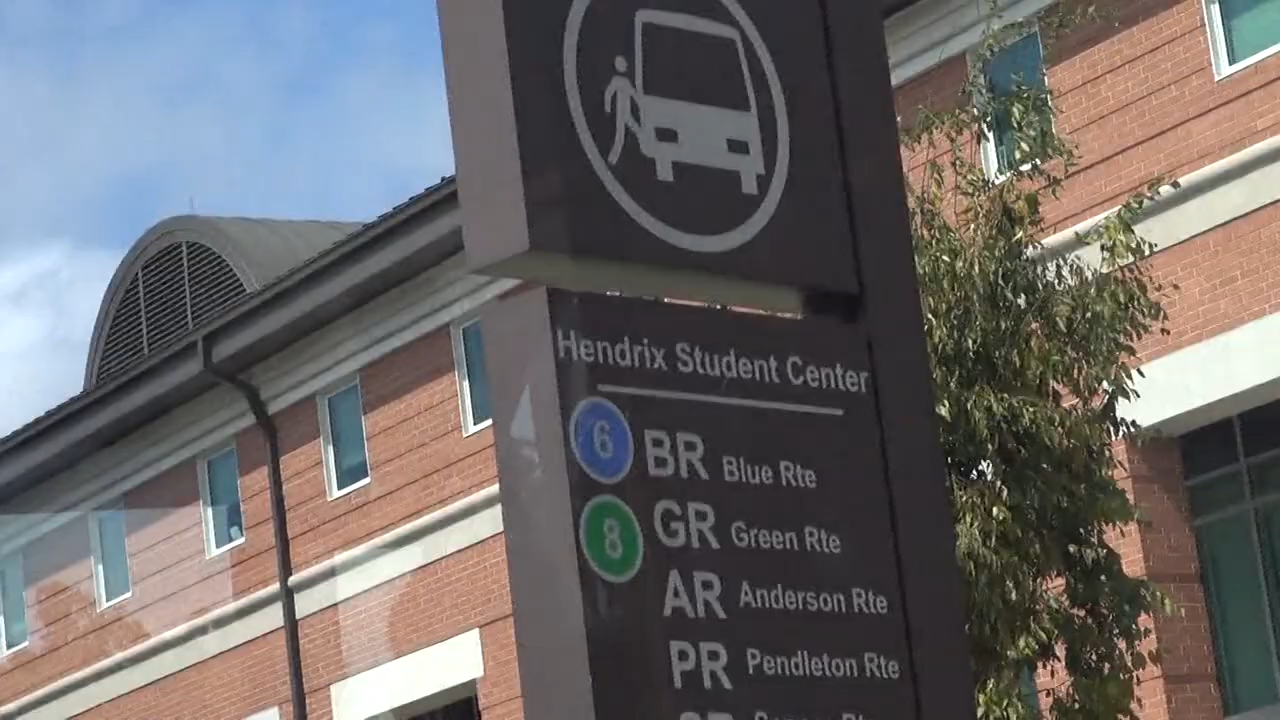 Hendrix Student Center
6 BR Blue Rte
8 GR Green Rte
AR Anderson Rte
PR Pendleton Rte